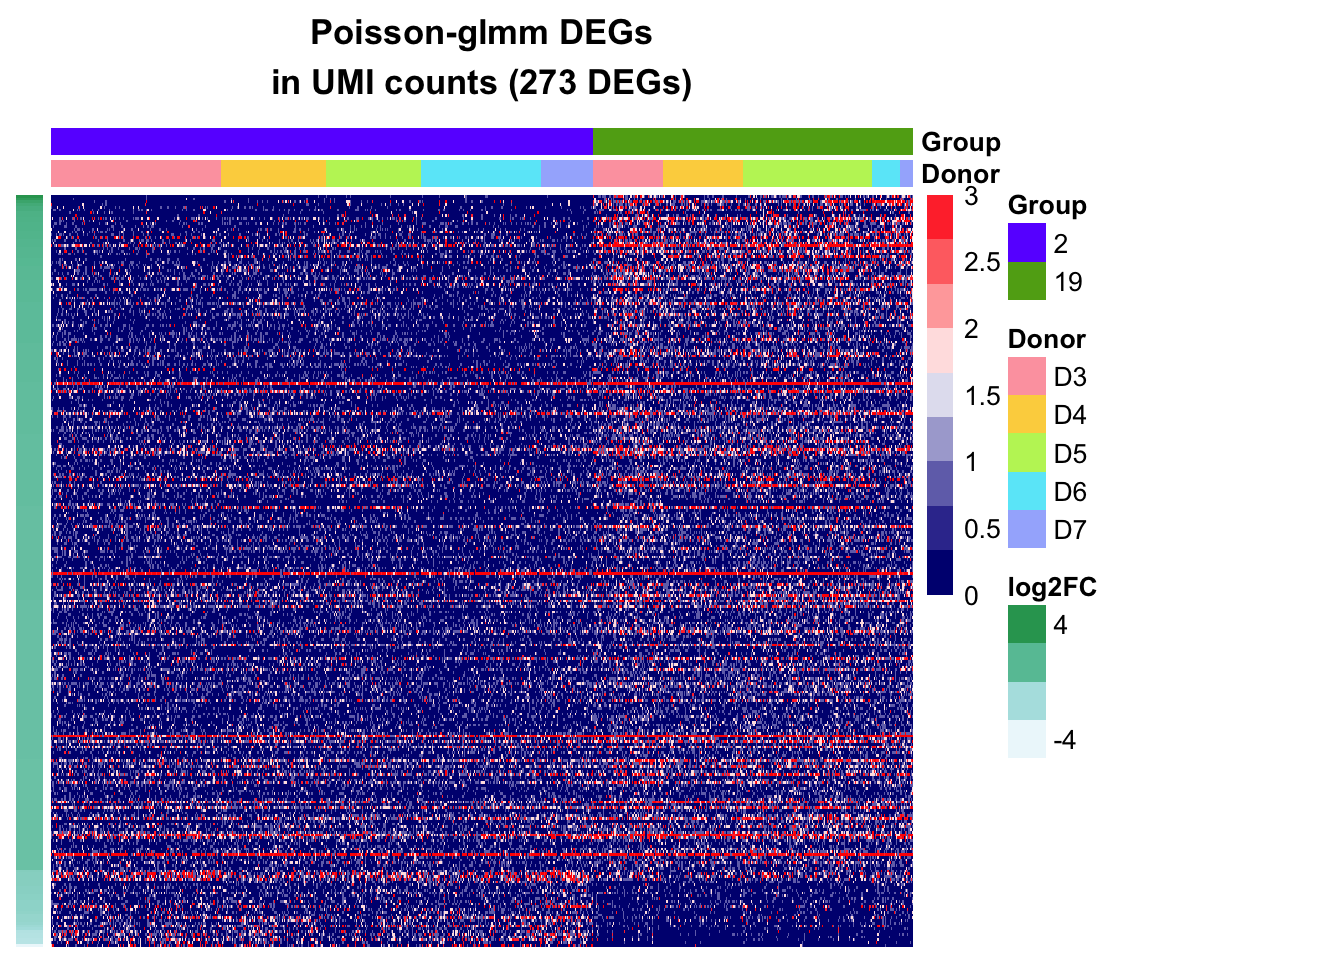 Poisson-glmm DEGs
in UMI counts (273 DEGs)
Group
Donor
3
2.5
2
1.5
1
0.5
0
Group
2
19
Donor
D3
D4
D5
D6
D7
log2FC
4
-4